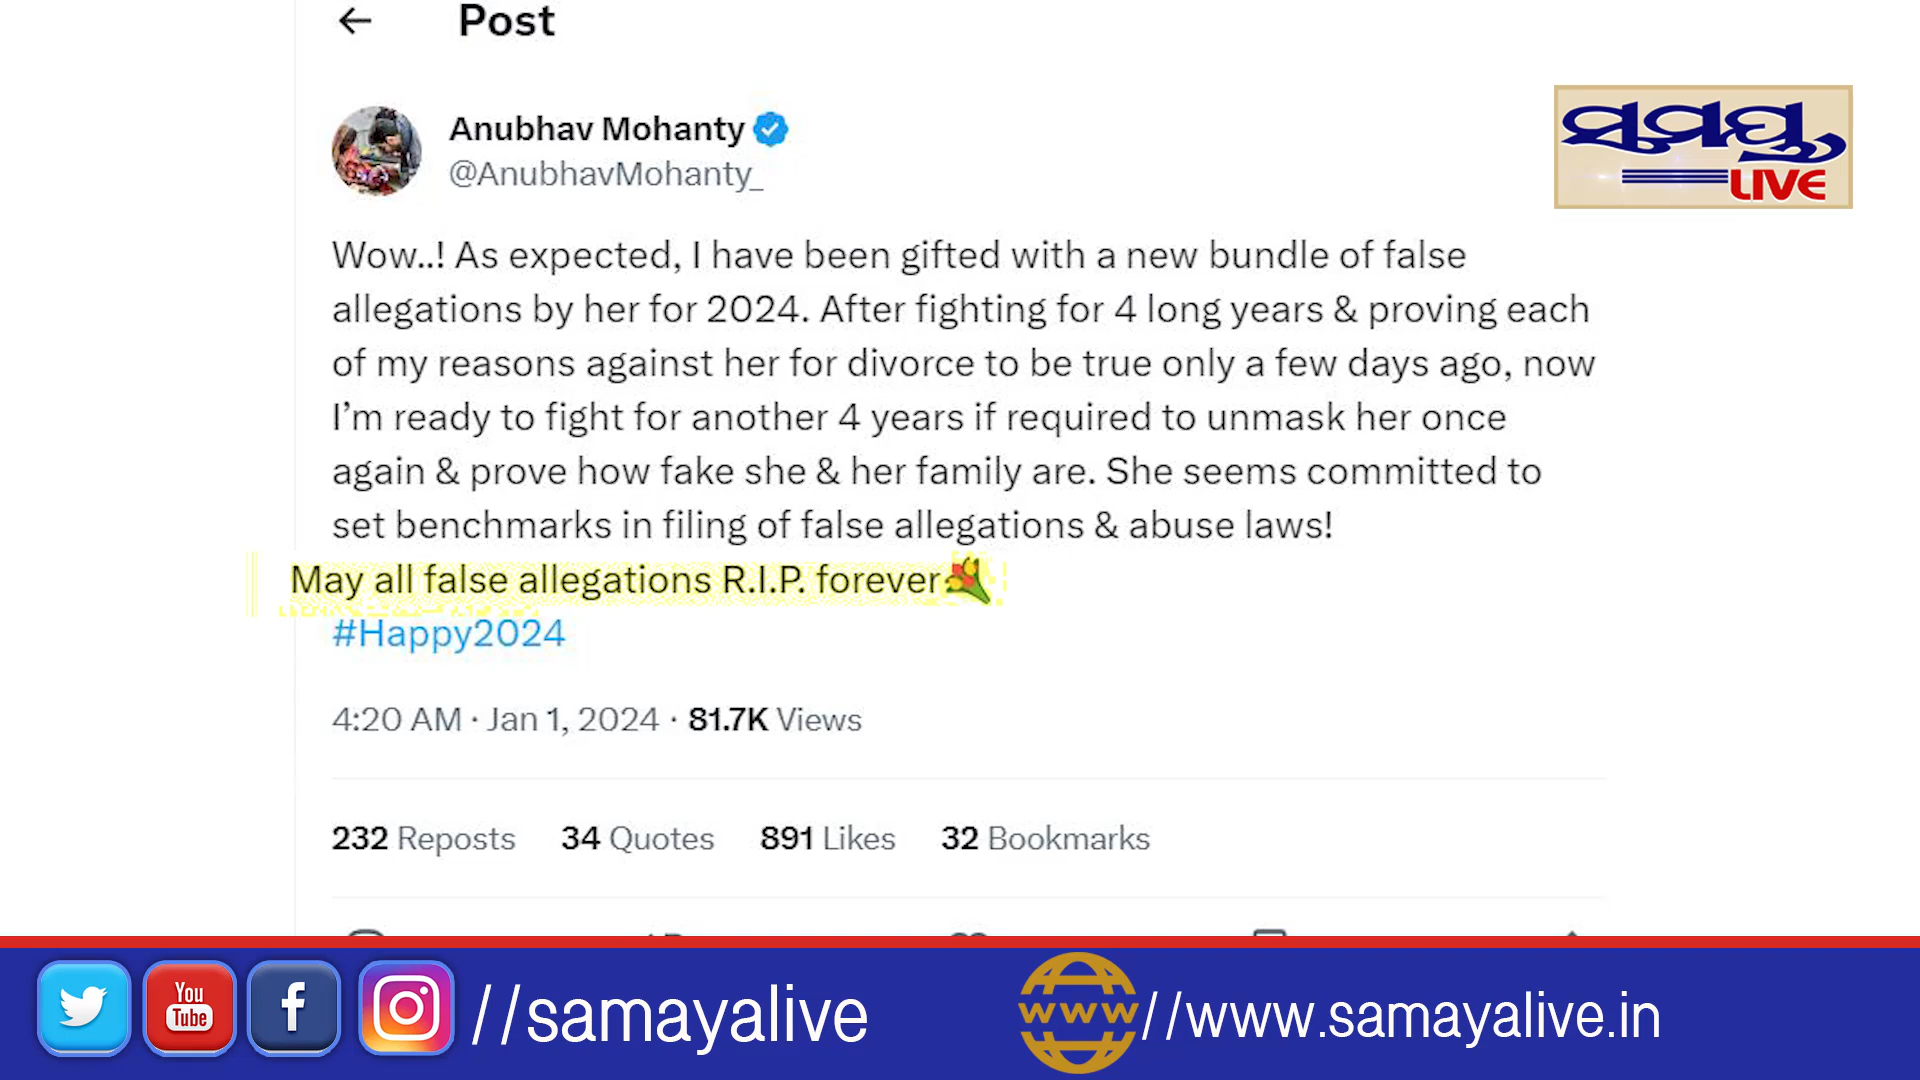 Post
Anubhav Mohanty
@AnubhavMohanty_
ସମୟ
LIVE
Wow..! As expected, I have been gifted with a new bundle of false
allegations by her for 2024. After fighting for 4 long years & proving each
of my reasons against her for divorce to be true only a few days ago, now
I’m ready to fight for another 4 years if required to unmask her once
again & prove how fake she & her family are. She seems committed to
set benchmarks in filing of false allegations & abuse laws!
May all false allegations R.I.P. forever💐
#Happy2024
4:20 AM · Jan 1, 2024 · 81.7K Views
232 Reposts 34 Quotes 891 Likes 32 Bookmarks
You
Tube
//samayalive
www//www.samayalive.in